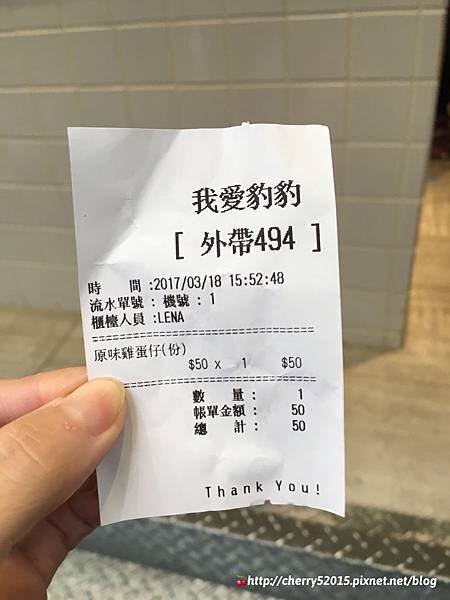 我愛豹豹
[ 外帶494 ]
時　間 :2017/03/18 15:52:48
流水單號 : 機號 : 1
櫃檯人員 :LENA
================================
原味雞蛋仔(份)
$50 x 1 $50
================================
數　量 : 1
帳單金額 : 50
總　計 : 50
Thank You!
http://cherry52015.pixnet.net/blog